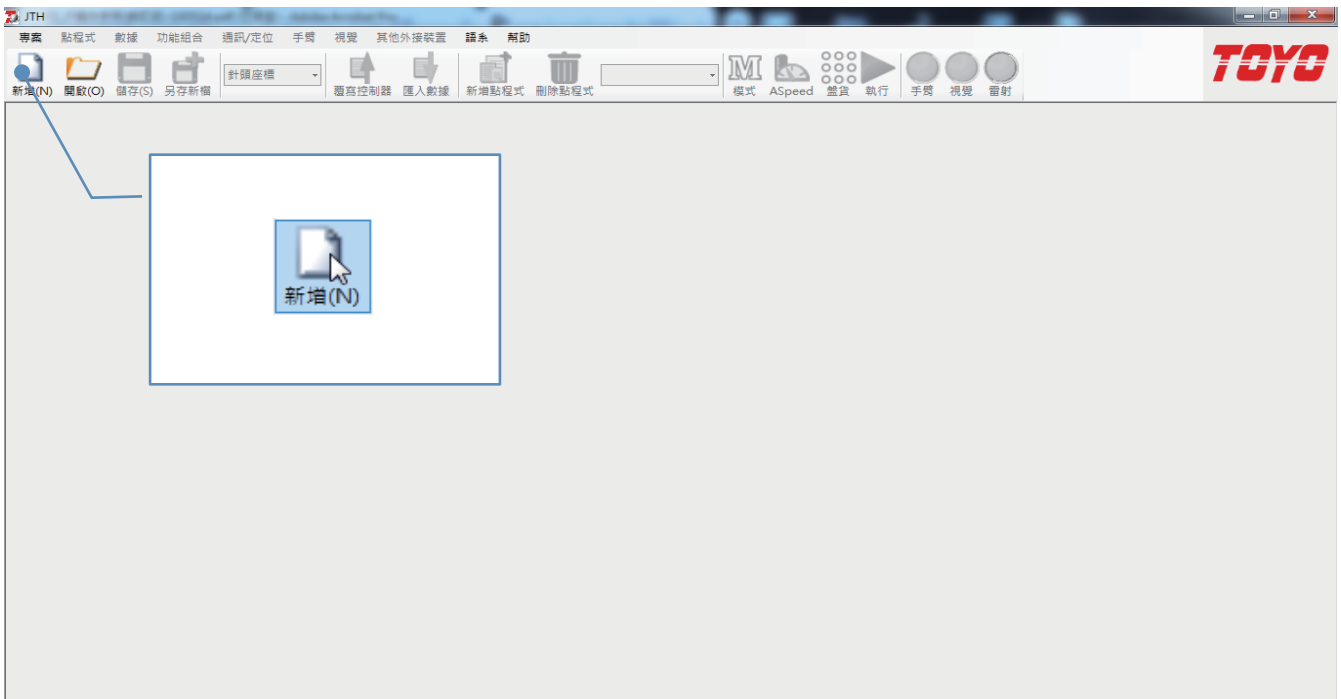 JTH
專案 點程式 數據 功能組合 通訊/定位 手臂 視覺 其他外接裝置 語系 幫助
新增(N) 開啟(O) 儲存(S) 另存新檔 針頭座標 覆寫控制器 匯入數據 新增點程式 刪除點程式 M 模式 ASpeed 盤貨 執行 手臂 視覺 雷射
TOYO
新增(N)